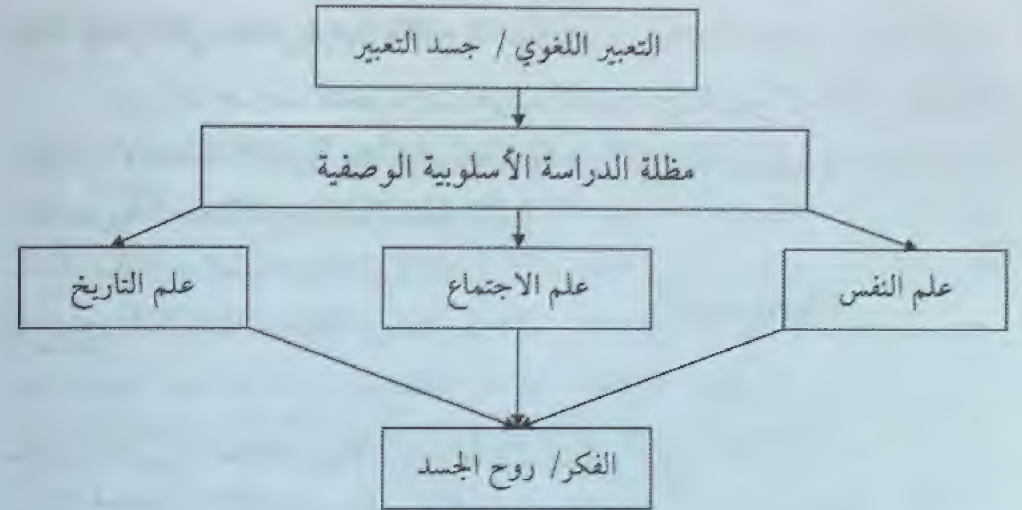 التعبير اللغوي / جسد التعبير
مظلة الدراسة الأسلوبية الوصفية
علم النفس
علم الاجتماع
علم التاريخ
الفكر/ روح الجسد